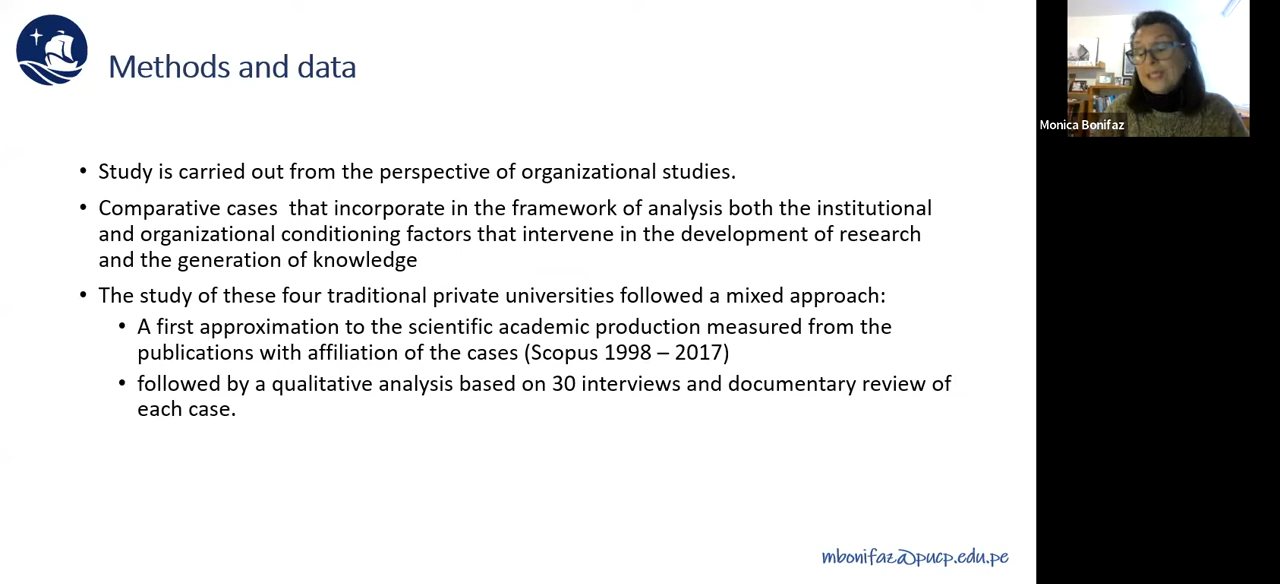 Methods and data
• Study is carried out from the perspective of organizational studies.
• Comparative cases  that incorporate in the framework of analysis both the institutional
and organizational conditioning factors that intervene in the development of research
and the generation of knowledge
• The study of these four traditional private universities followed a mixed approach:
• A first approximation to the scientific academic production measured from the
publications with affiliation of the cases (Scopus 1998 – 2017)
• followed by a qualitative analysis based on 30 interviews and documentary review of
each case.
mbonifaz@pucp.edu.pe
Monica Bonifaz